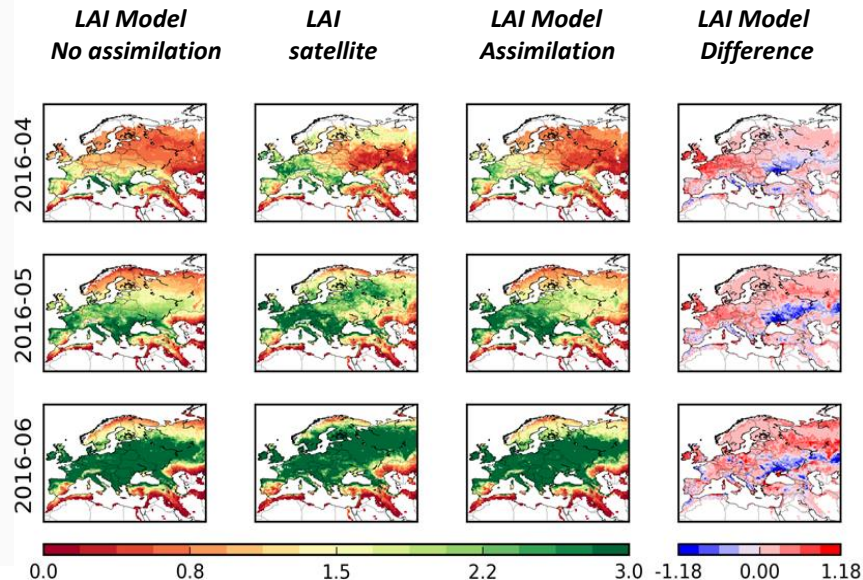 LAI Model
No assimilation
LAI
satellite
LAI Model
Assimilation
LAI Model
Difference
2016-04
2016-05
2016-06
0.0 0.8 1.5 2.2 3.0
-1.18 0.00 1.18